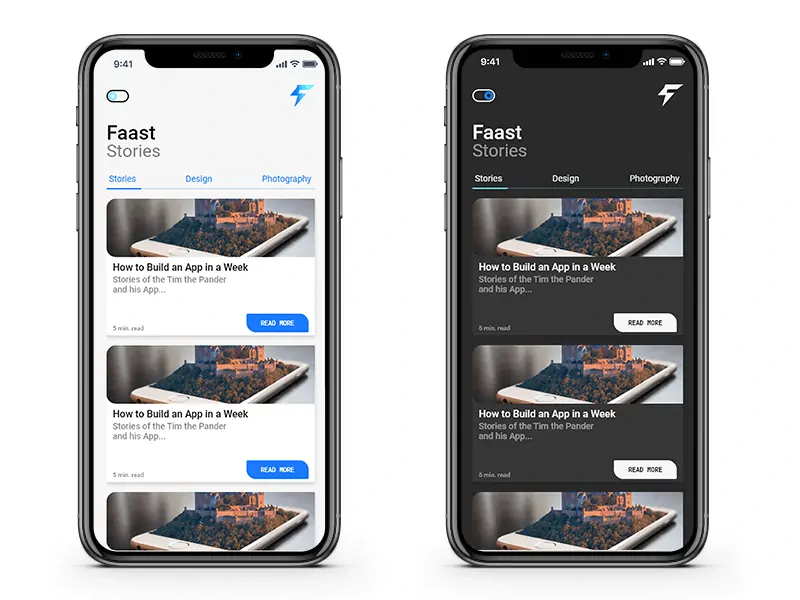 9:41
Faast
Stories
Stories Design Photography
How to Build an App in a Week
Stories of the Tim the Pander
and his App...
5 min. read
READ MORE
How to Build an App in a Week
Stories of the Tim the Pander
and his App...
5 min. read
READ MORE
9:41
Faast
Stories
Stories Design Photography
How to Build an App in a Week
Stories of the Tim the Pander
and his App...
5 min. read
READ MORE
How to Build an App in a Week
Stories of the Tim the Pander
and his App...
5 min. read
READ MORE